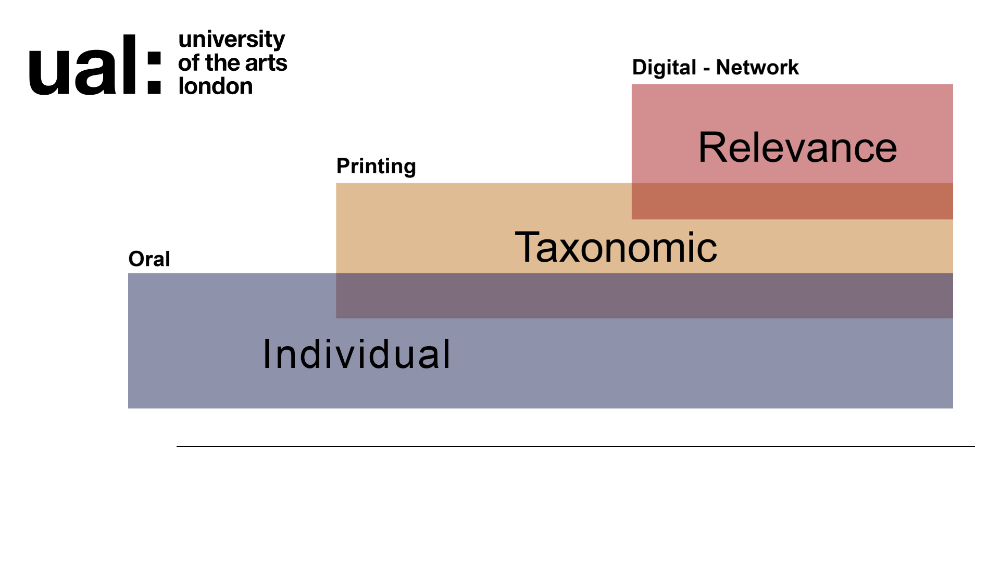 ual:
university
of the arts
london
Digital - Network
Relevance
Printing
Taxonomic
Oral
Individual